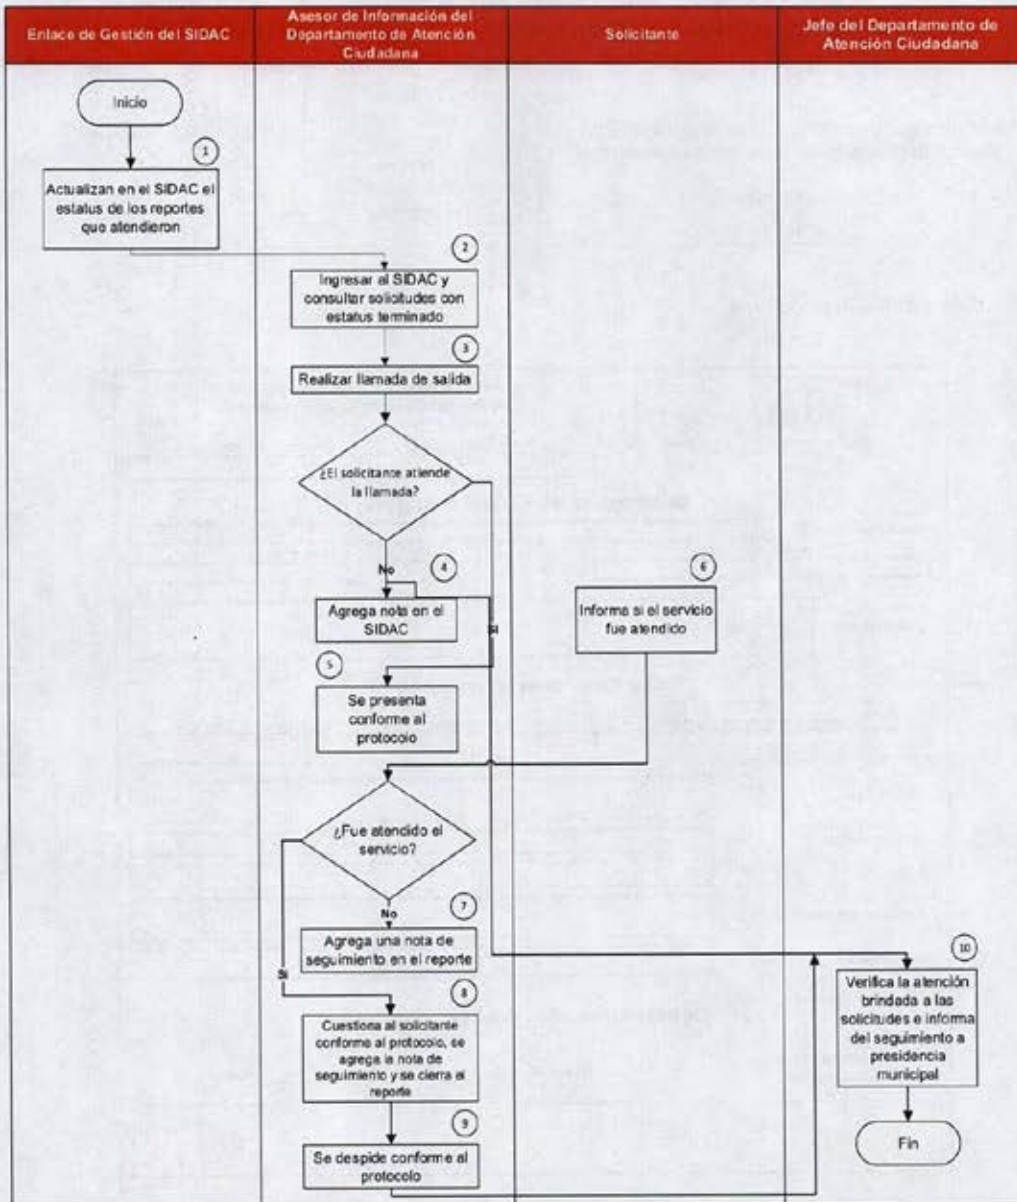 Enlace de Gestión del SIDAC
Asesor de Información del
Departamento de Atención
Ciudadana
Solicitante
Jefe del Departamento de
Atención Ciudadana
Inicio
1
Actualizan en el SIDAC el
estatus de los reportes
que atendieron
2
Ingresar al SIDAC y
consultar solicitudes con
estatus terminado
3
Realizar llamada de salida
¿El solicitante atiende
la llamada?
No
4
Agrega nota en el
SIDAC
SI
6
Informa si el servicio
fue atendido
5
Se presenta
conforme al
protocolo
¿Fue atendido el
servicio?
No
7
Agrega una nota de
seguimiento en el reporte
SI
8
Cuestiona al solicitante
conforme al protocolo, se
agrega la nota de
seguimiento y se cierra el
reporte
9
Se despide conforme al
protocolo
10
Verifica la atención
brindada a las
solicitudes e informa
del seguimiento a
presidencia
municipal
Fin